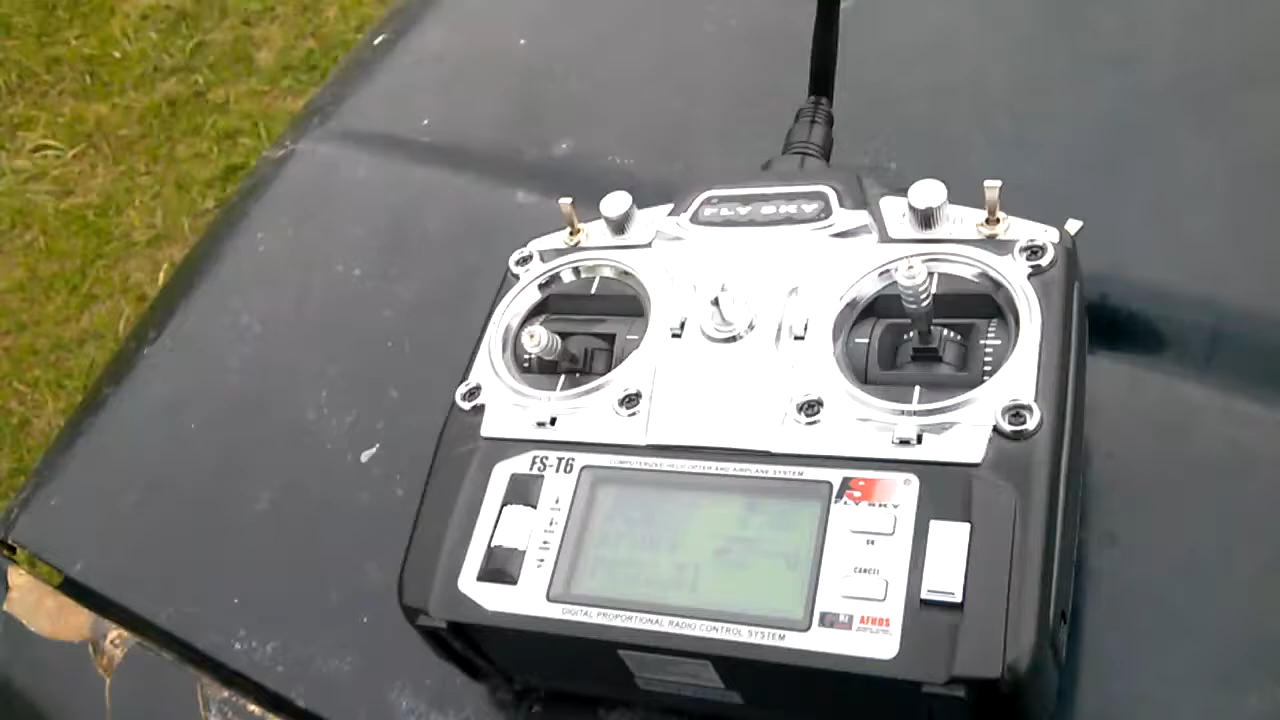 FLY SKY
FS-T6
COMPUTERIZED HELICOPTER AND AIRPLANE SYSTEM
FLY SKY
OK
CANCEL
AFHDS
DIGITAL PROPORTIONAL RADIO CONTROL SYSTEM